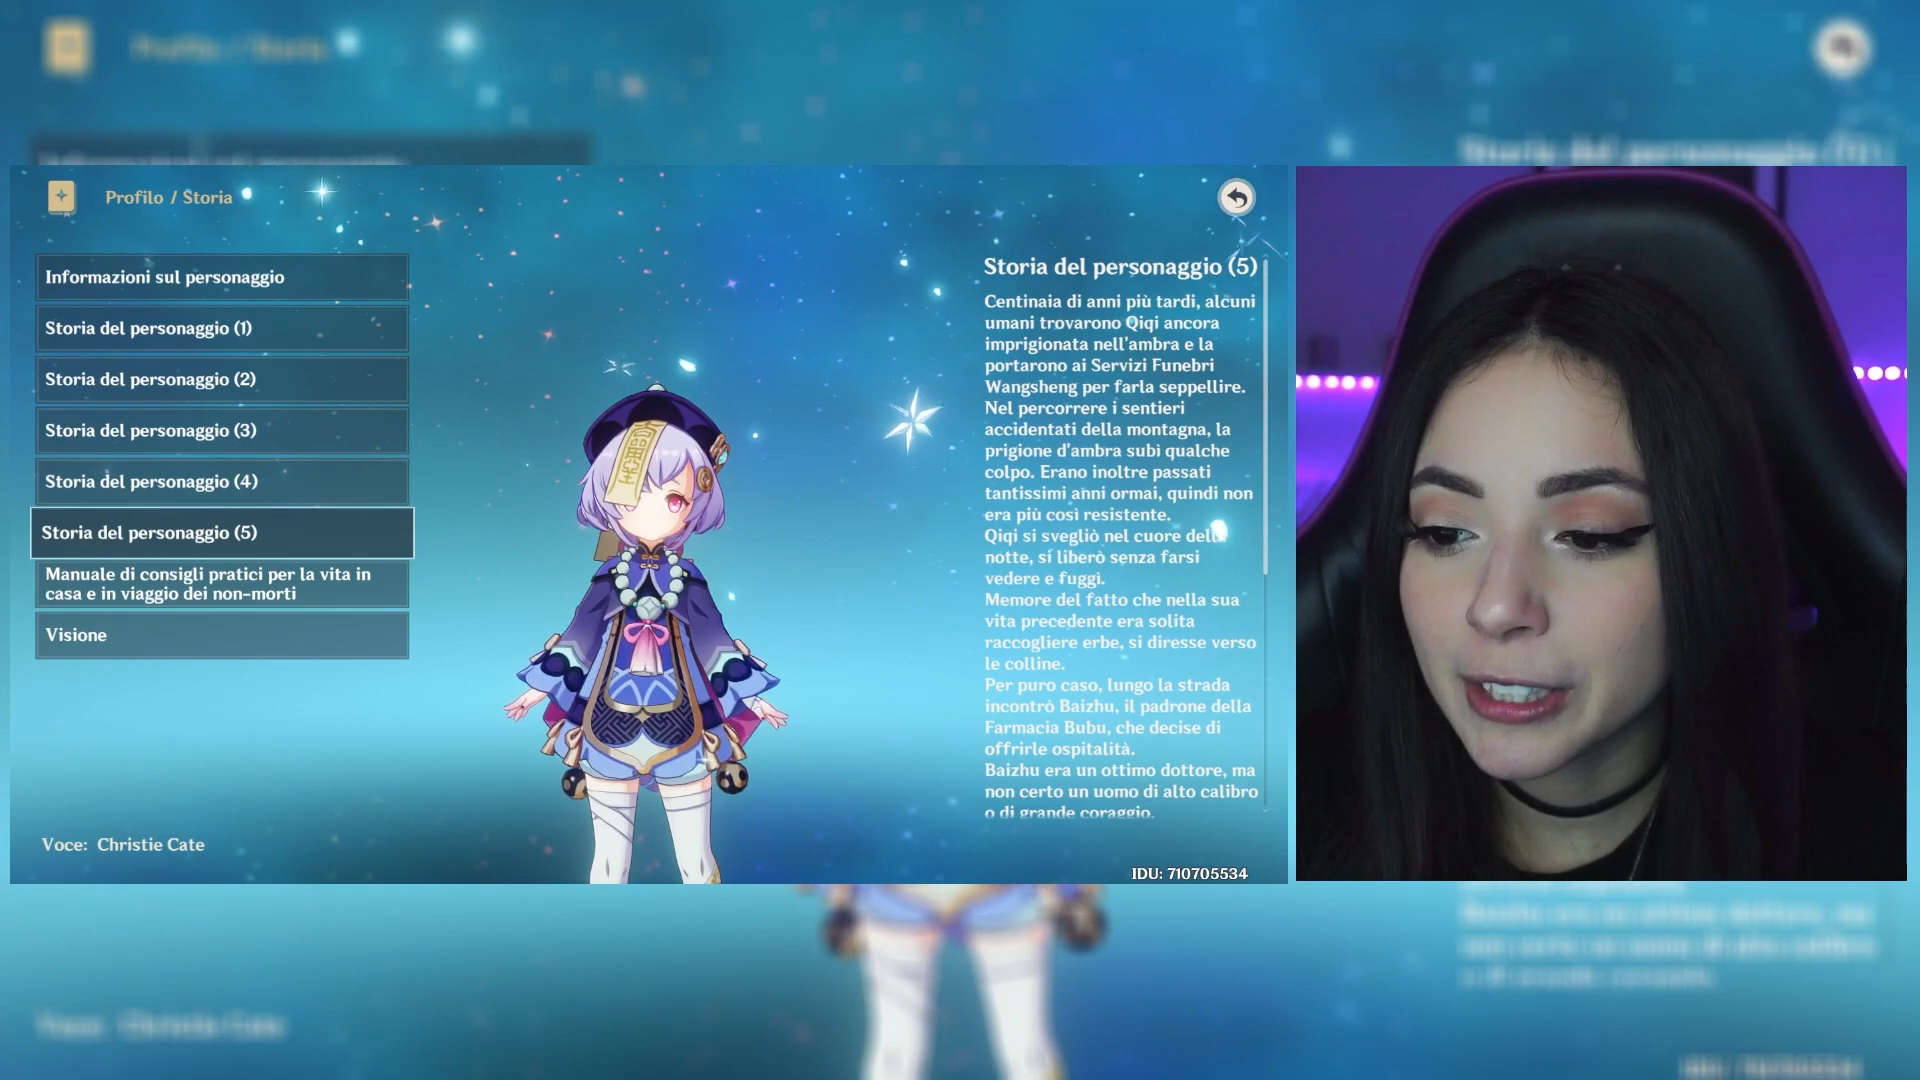 Profilo / Storia
Informazioni sul personaggio
Storia del personaggio (1)
Storia del personaggio (2)
Storia del personaggio (3)
Storia del personaggio (4)
Storia del personaggio (5)
Manuale di consigli pratici per la vita in
casa e in viaggio dei non-morti
Visione
Voce: Christie Cate
Storia del personaggio (5)
Centinaia di anni più tardi, alcuni
umani trovarono Qiqi ancora
imprigionata nell'ambra e la
portarono ai Servizi Funebri
Wangsheng per farla seppellire.
Nel percorrere i sentieri
accidentati della montagna, la
prigione d'ambra subì qualche
colpo. Erano inoltre passati
tantissimi anni ormai, quindi non
era più così resistente.
Qiqi si svegliò nel cuore della
notte, si liberò senza farsi
vedere e fuggì.
Memore del fatto che nella sua
vita precedente era solita
raccogliere erbe, si diresse verso
le colline.
Per puro caso, lungo la strada
incontrò Baizhu, il padrone della
Farmacia Bubu, che decise di
offrirle ospitalità.
Baizhu era un ottimo dottore, ma
non certo un uomo di alto calibro
o di grande coraggio.
IDU: 710705534